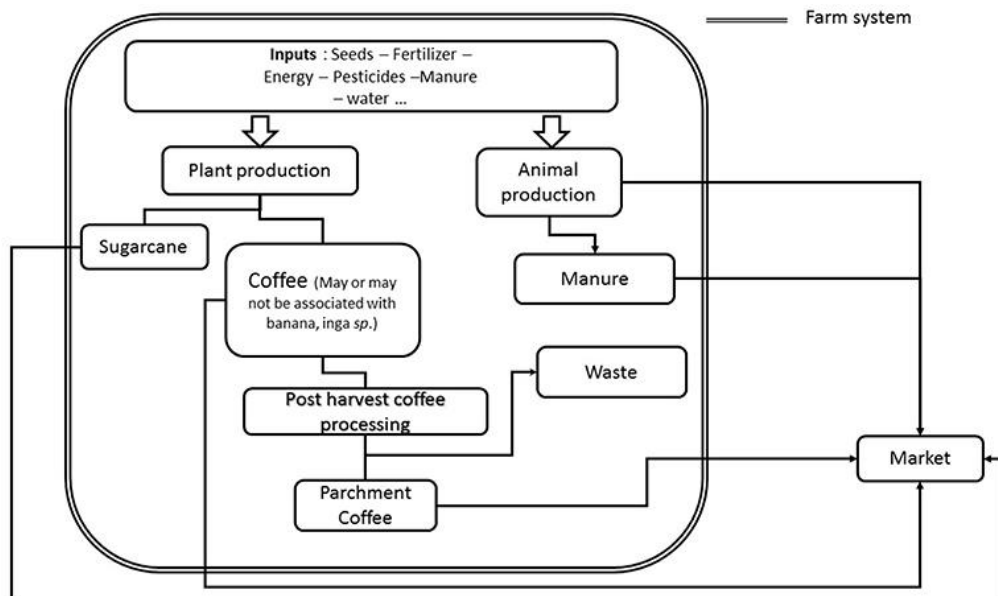 Farm system
Inputs : Seeds – Fertilizer –
Energy – Pesticides –Manure
– water ...
Plant production
Animal
production
Sugarcane
Coffee (May or may
not be associated with
banana, inga sp.)
Manure
Waste
Post harvest coffee
processing
Market
Parchment
Coffee